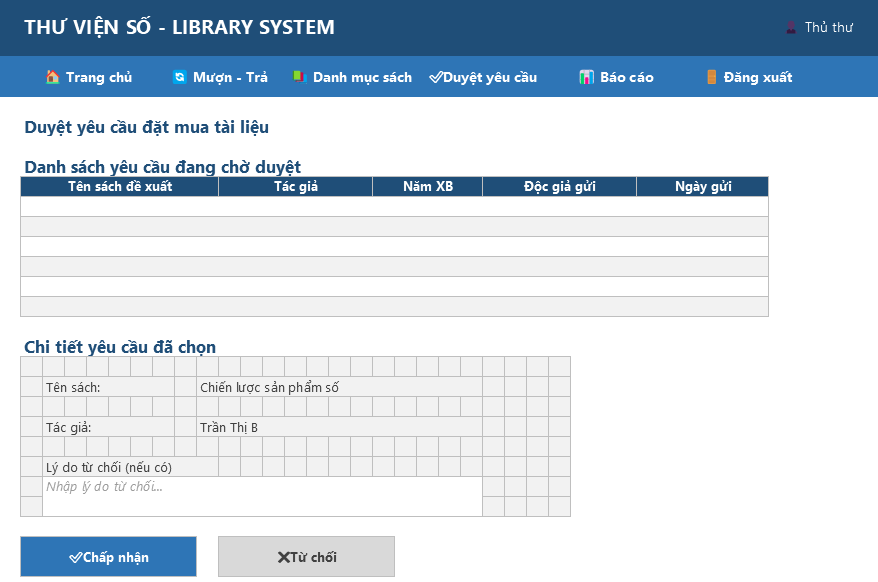 THƯ VIỆN SỐ - LIBRARY SYSTEM
Thủ thư
Trang chủ Mượn - Trả Danh mục sách Duyệt yêu cầu Báo cáo Đăng xuất
Duyệt yêu cầu đặt mua tài liệu
Danh sách yêu cầu đang chờ duyệt
Tên sách đề xuất Tác giả Năm XB Độc giả gửi Ngày gửi
Chi tiết yêu cầu đã chọn
Tên sách: Chiến lược sản phẩm số
Tác giả: Trần Thị B
Lý do từ chối (nếu có)
Nhập lý do từ chối...
Chấp nhận Từ chối